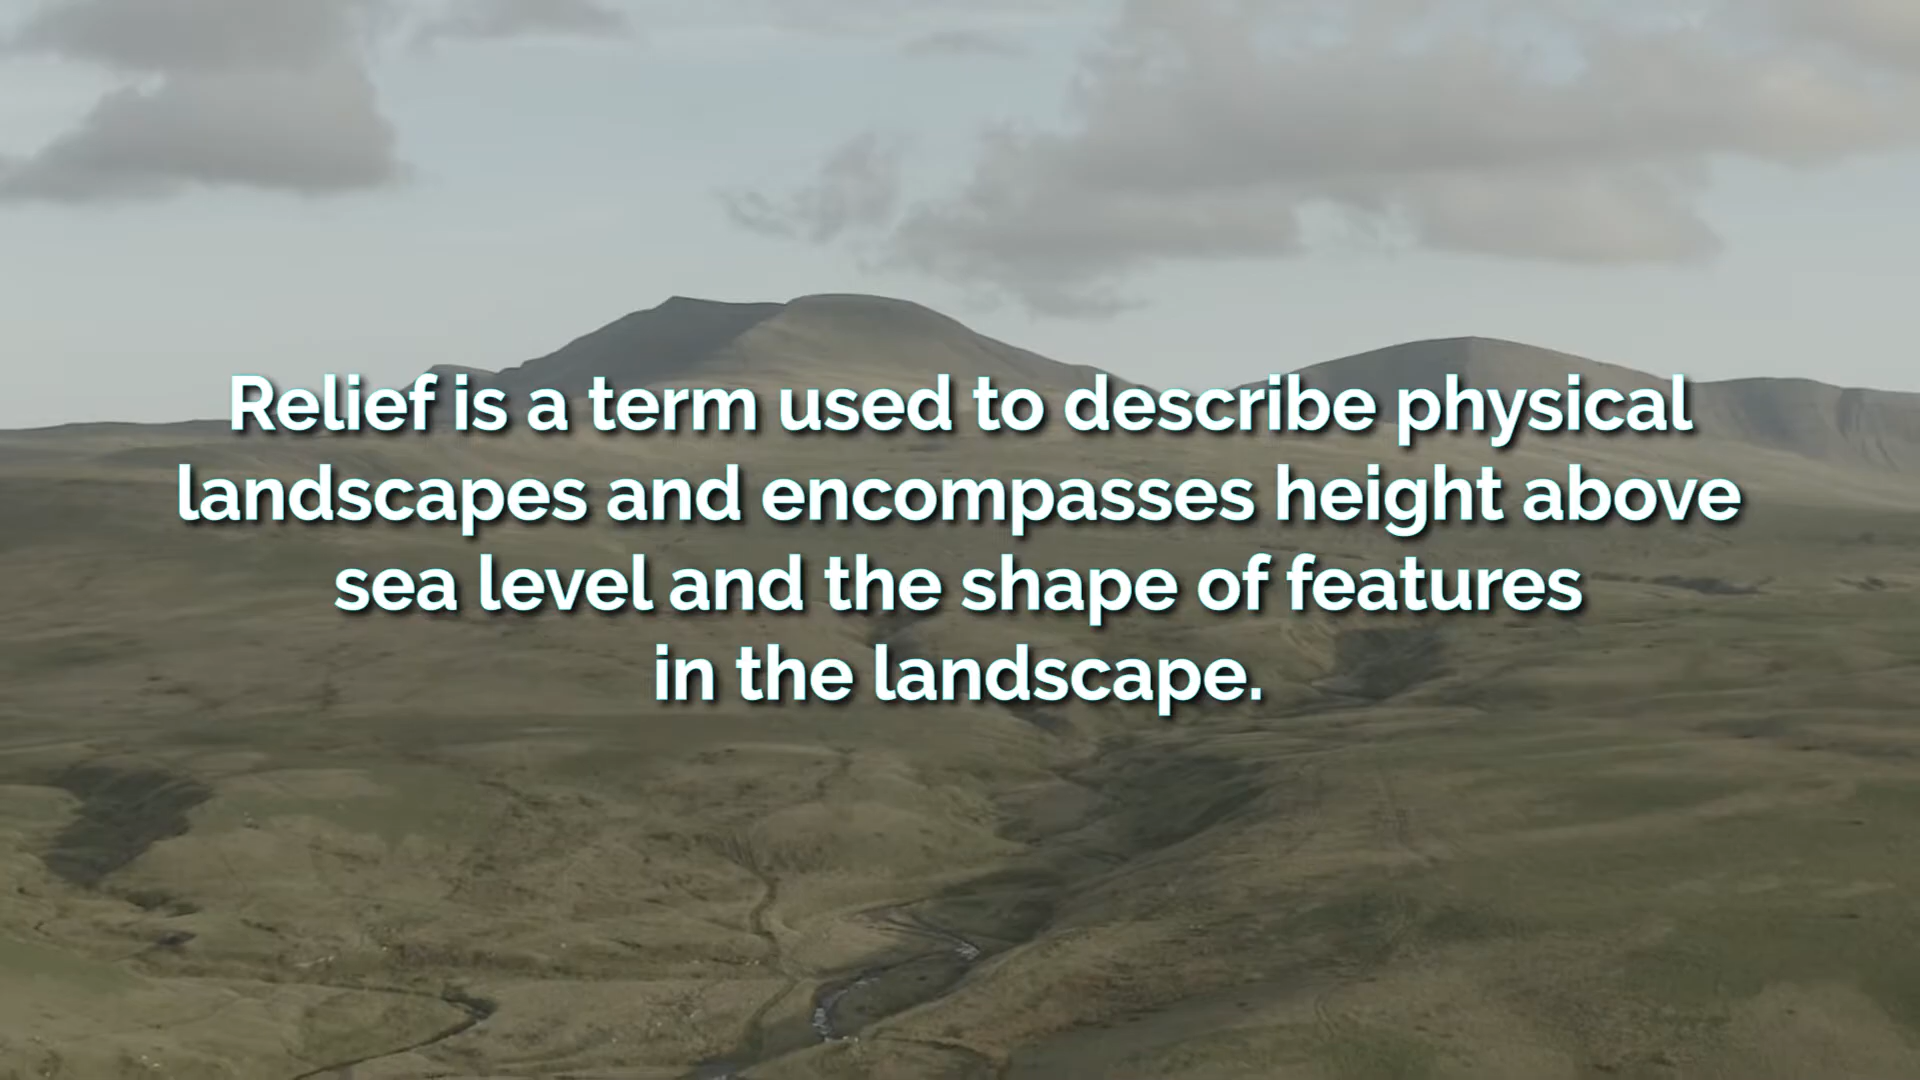 Relief is a term used to describe physical
landscapes and encompasses height above
sea level and the shape of features
in the landscape.